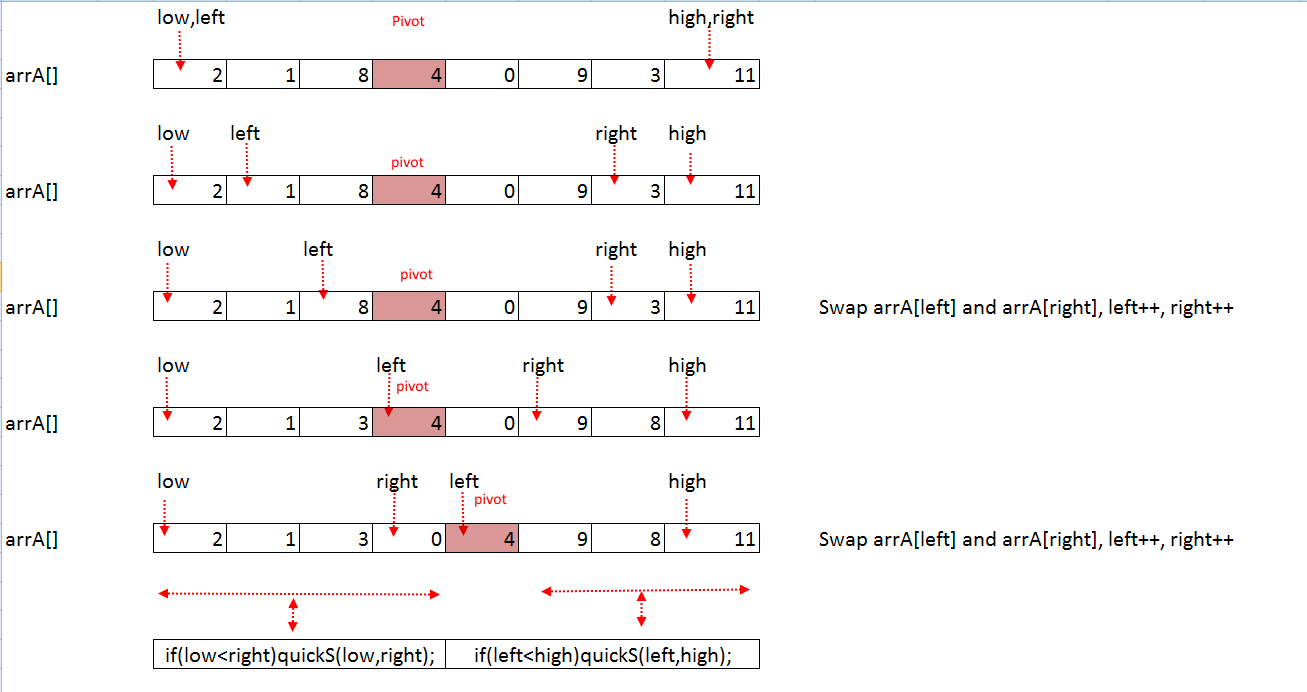 low,left Pivot high,right
arrA[] 2 1 8 4 0 9 3 11
low left right high
pivot
arrA[] 2 1 8 4 0 9 3 11
low left right high
pivot
arrA[] 2 1 8 4 0 9 3 11 Swap arrA[left] and arrA[right], left++, right++
low left right high
pivot
arrA[] 2 1 3 4 0 9 8 11
low right left high
pivot
arrA[] 2 1 3 0 4 9 8 11 Swap arrA[left] and arrA[right], left++, right++
if(low<right)quickS(low,right); if(left<high)quickS(left,high);